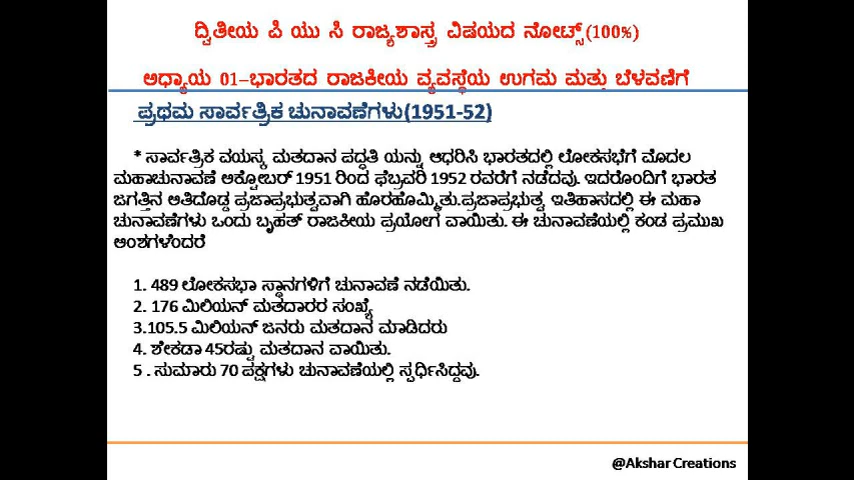 ದ್ವಿತೀಯ ಪಿ ಯು ಸಿ ರಾಜ್ಯಶಾಸ್ತ್ರ ವಿಷಯದ ನೋಟ್ಸ್(100%)
ಅಧ್ಯಾಯ 01–ಭಾರತದ ರಾಜಕೀಯ ವ್ಯವಸ್ಥೆಯ ಉಗಮ ಮತ್ತು ಬೆಳವಣಿಗೆ
ಪ್ರಥಮ ಸಾರ್ವತ್ರಿಕ ಚುನಾವಣೆಗಳು(1951-52)
* ಸಾರ್ವತ್ರಿಕ ವಯಸ್ಕ ಮತದಾನ ಪದ್ಧತಿ ಯನ್ನು ಆಧರಿಸಿ ಭಾರತದಲ್ಲಿ ಲೋಕಸಭೆಗೆ ಮೊದಲ
ಮಹಾಚುನಾವಣೆ ಅಕ್ಟೋಬರ್ 1951 ರಿಂದ ಫೆಬ್ರವರಿ 1952 ರವರೆಗೆ ನಡೆದವು. ಇದರೊಂದಿಗೆ ಭಾರತ
ಜಗತ್ತಿನ ಅತಿದೊಡ್ಡ ಪ್ರಜಾಪ್ರಭುತ್ವವಾಗಿ ಹೊರಹೊಮ್ಮಿತು.ಪ್ರಜಾಪ್ರಭುತ್ವ ಇತಿಹಾಸದಲ್ಲಿ ಈ ಮಹಾ
ಚುನಾವಣೆಗಳು ಒಂದು ಬೃಹತ್ ರಾಜಕೀಯ ಪ್ರಯೋಗ ವಾಯಿತು. ಈ ಚುನಾವಣೆಯಲ್ಲಿ ಕಂಡ ಪ್ರಮುಖ
ಅಂಶಗಳೆಂದರೆ
1. 489 ಲೋಕಸಭಾ ಸ್ಥಾನಗಳಿಗೆ ಚುನಾವಣೆ ನಡೆಯಿತು.
2. 176 ಮಿಲಿಯನ್ ಮತದಾರರ ಸಂಖ್ಯೆ
3.105.5 ಮಿಲಿಯನ್ ಜನರು ಮತದಾನ ಮಾಡಿದರು
4. ಶೇಕಡಾ 45ರಷ್ಟು ಮತದಾನ ವಾಯಿತು.
5 . ಸುಮಾರು 70 ಪಕ್ಷಗಳು ಚುನಾವಣೆಯಲ್ಲಿ ಸ್ಪರ್ಧಿಸಿದ್ದವು.
@Akshar Creations